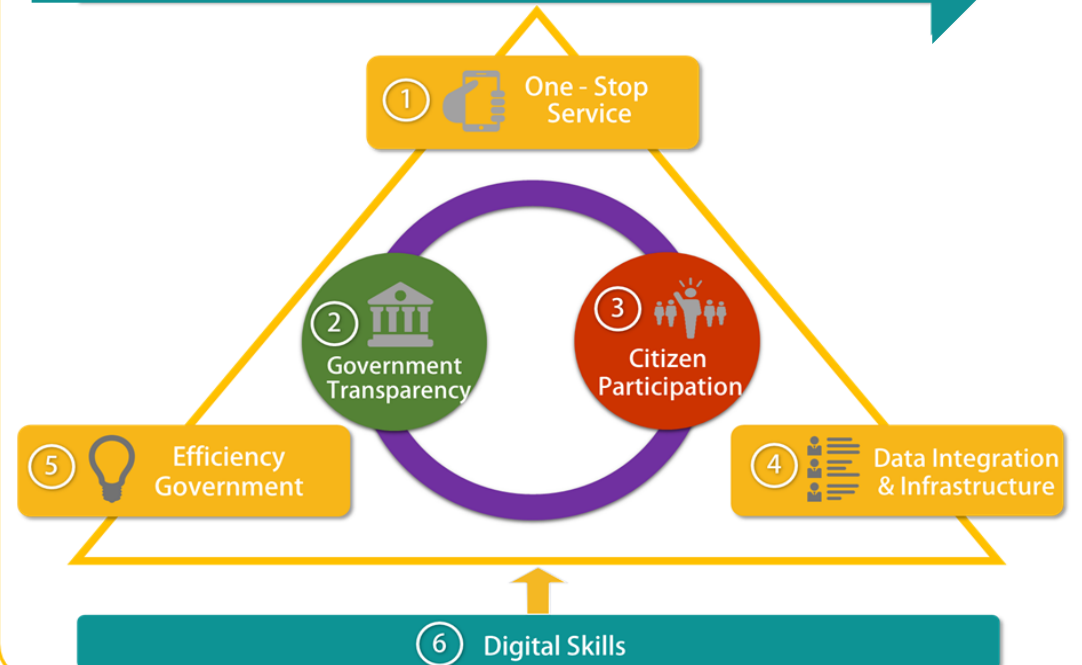 1
One - Stop
Service
2
Government
Transparency
3
Citizen
Participation
5
Efficiency
Government
4
Data Integration
& Infrastructure
6
Digital Skills